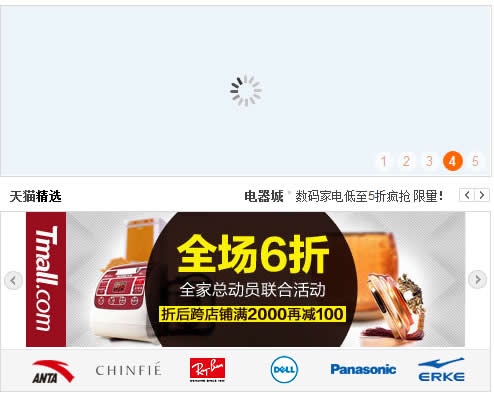 1 2 3 4 5
天猫精选 电器城 * 数码家电低至5折疯抢 限量!
Tmall.com
全场6折
全家总动员联合活动
折后跨店铺满2000再减100
ANTA CHINFIÉ Ray-Ban DELL Panasonic ERKE